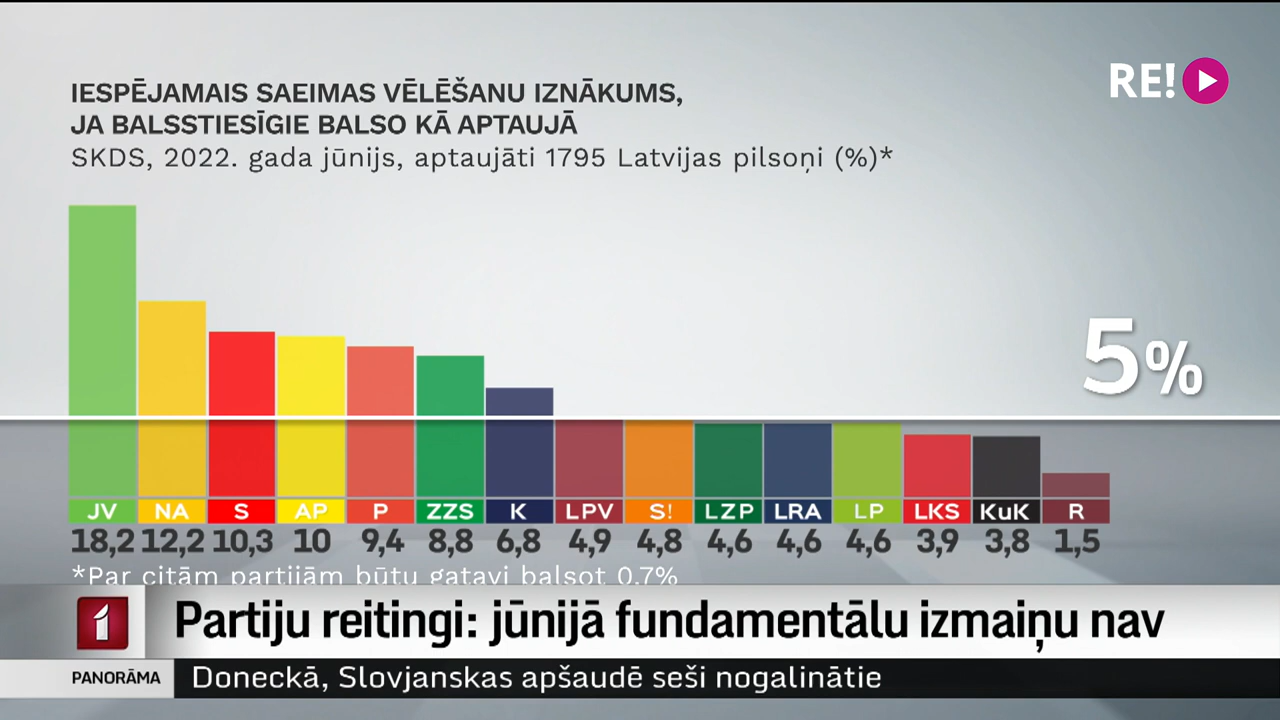 RE!
IESPĒJAMAIS SAEIMAS VĒLĒŠANU IZNĀKUMS,
JA BALSSTIESĪGIE BALSO KĀ APTAUJĀ
SKDS, 2022. gada jūnijs, aptaujāti 1795 Latvijas pilsoņi (%)*
5%
JV NA S AP P ZZS K LPV S! LZP LRA LP LKS KuK R
18,2 12,2 10,3 10 9,4 8,8 6,8 4,9 4,8 4,6 4,6 4,6 3,9 3,8 1,5
*Par citām partijām būtu gatavi balsot 0,7%
1 Partiju reitingi: jūnijā fundamentālu izmaiņu nav
PANORĀMA Doneckā, Slovjanskas apšaudē seši nogalinātie